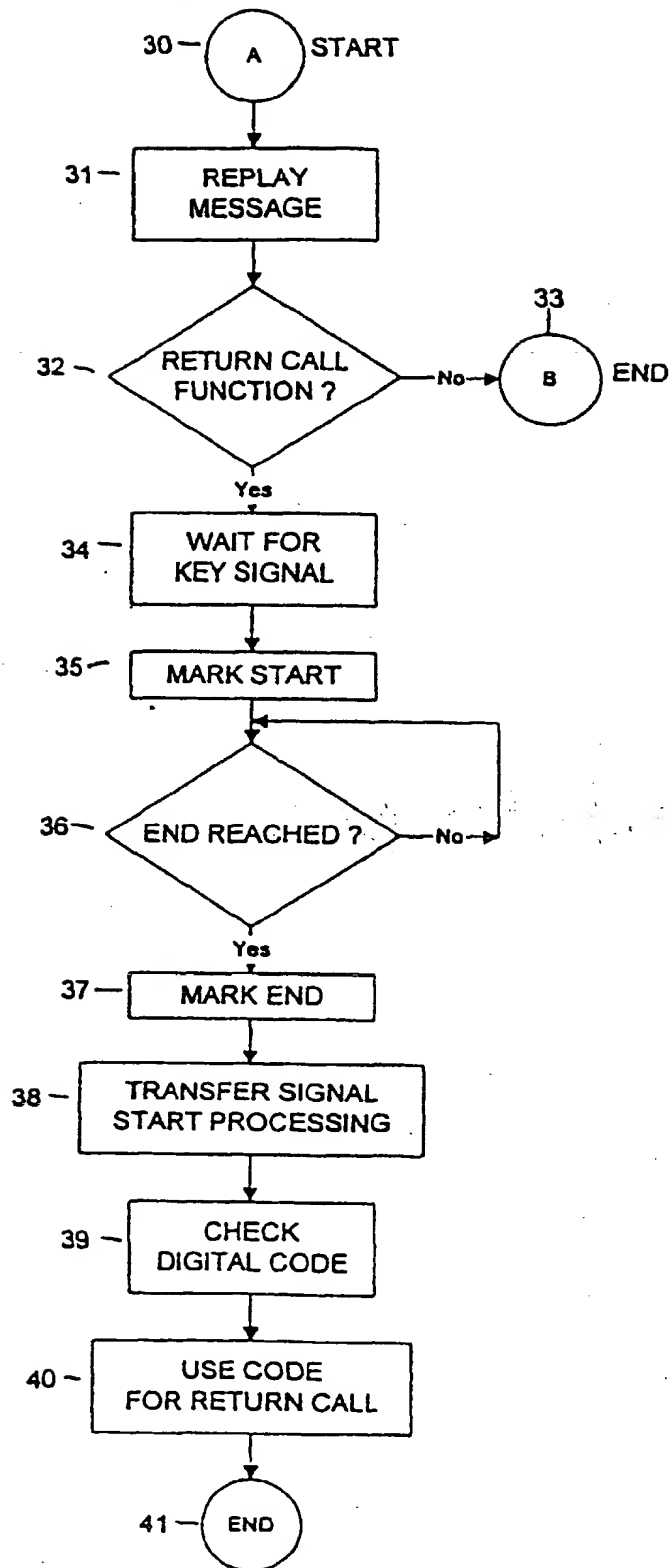 30 A START
31 REPLAY
MESSAGE
33
32 RETURN CALL
FUNCTION ?
No B END
Yes
34 WAIT FOR
KEY SIGNAL
35 MARK START
36 END REACHED ? No
Yes
37 MARK END
38 TRANSFER SIGNAL
START PROCESSING
39 CHECK
DIGITAL CODE
40 USE CODE
FOR RETURN CALL
41 END